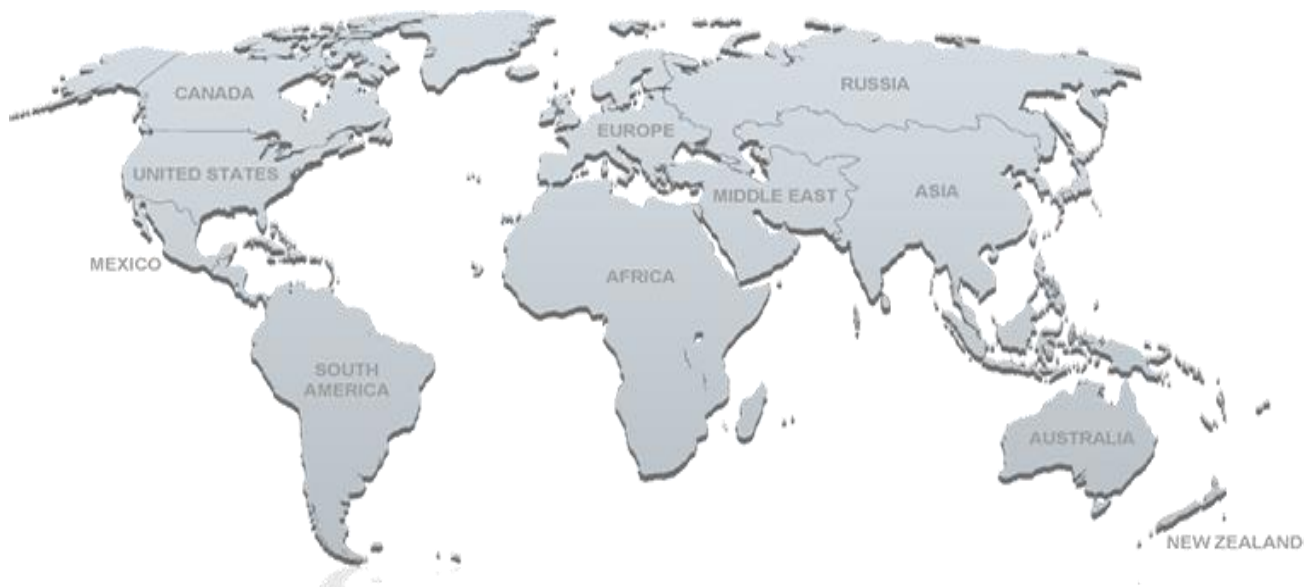 CANADA
RUSSIA
EUROPE
UNITED STATES
MIDDLE EAST
ASIA
MEXICO
AFRICA
SOUTH
AMERICA
AUSTRALIA
NEW ZEALAND